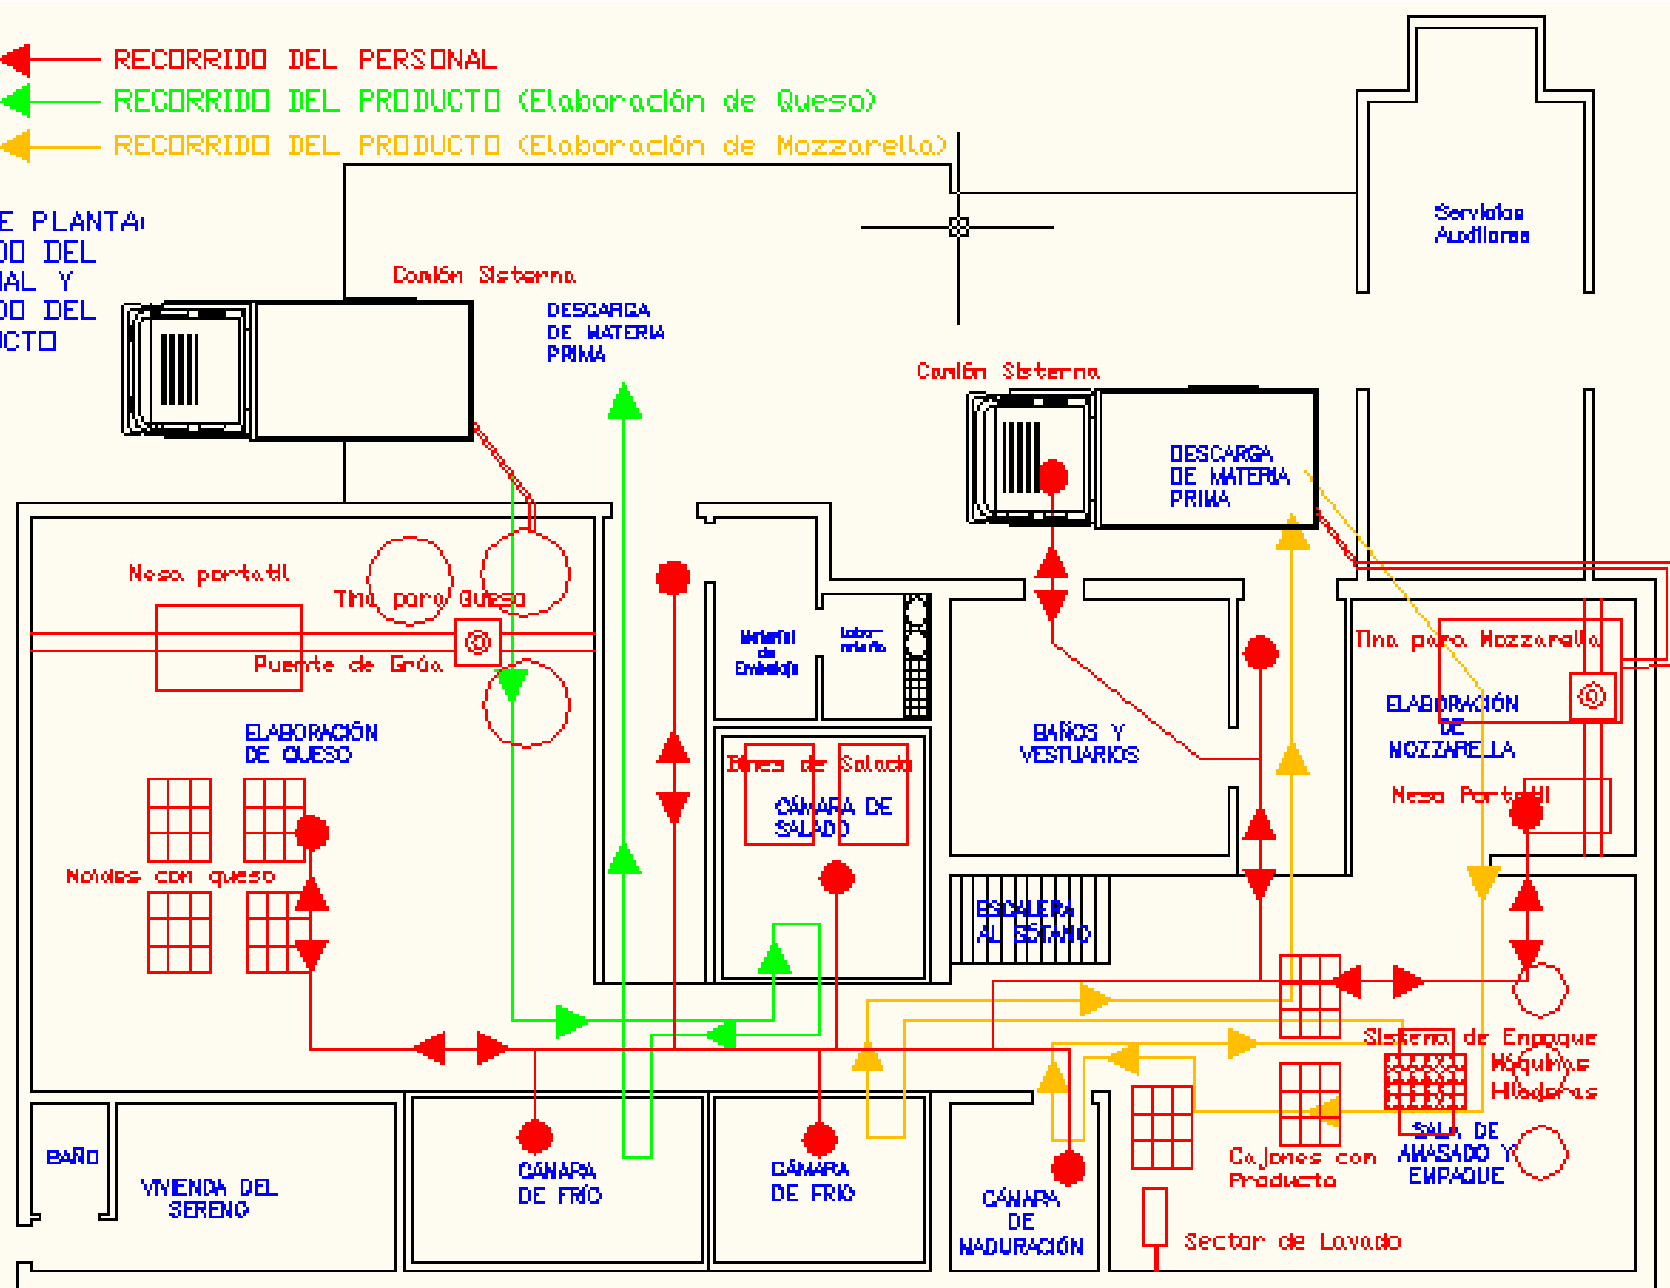 RECORRIDO DEL PERSONAL
RECORRIDO DEL PRODUCTO (Elaboración de Queso)
RECORRIDO DEL PRODUCTO (Elaboración de Mozzarella)
E PLANTA
DO DEL
NAL Y
DO DEL
UCTO
Servicios
Auxiliares
Camión Sisterna
DESCARGA
DE MATERIA
PRIMA
Camión Sisterna
DESCARGA
DE MATERIA
PRIMA
Mesa portatil
Tina para Queso
Puente de Grúa
Material
de
Embalaje
Labor-
atorio
Tina para Mozzarella
ELABORACIÓN
DE
MOZZARELLA
ELABORACIÓN
DE QUESO
BAÑOS Y
VESTUARIOS
Bines de Salado
CÁMARA DE
SALADO
Mesa Portatil
Moldes con queso
ESCALERA
AL SÓTANO
Sistema de Empaque
Máquinas
Hiladoras
SALA DE
AMASADO Y
EMPAQUE
Cajones con
Producto
BAÑO
VIVIENDA DEL
SERENO
CÁMARA
DE FRÍO
CÁMARA
DE FRIO
CÁMARA
DE
MADURACIÓN
Sector de Lavado